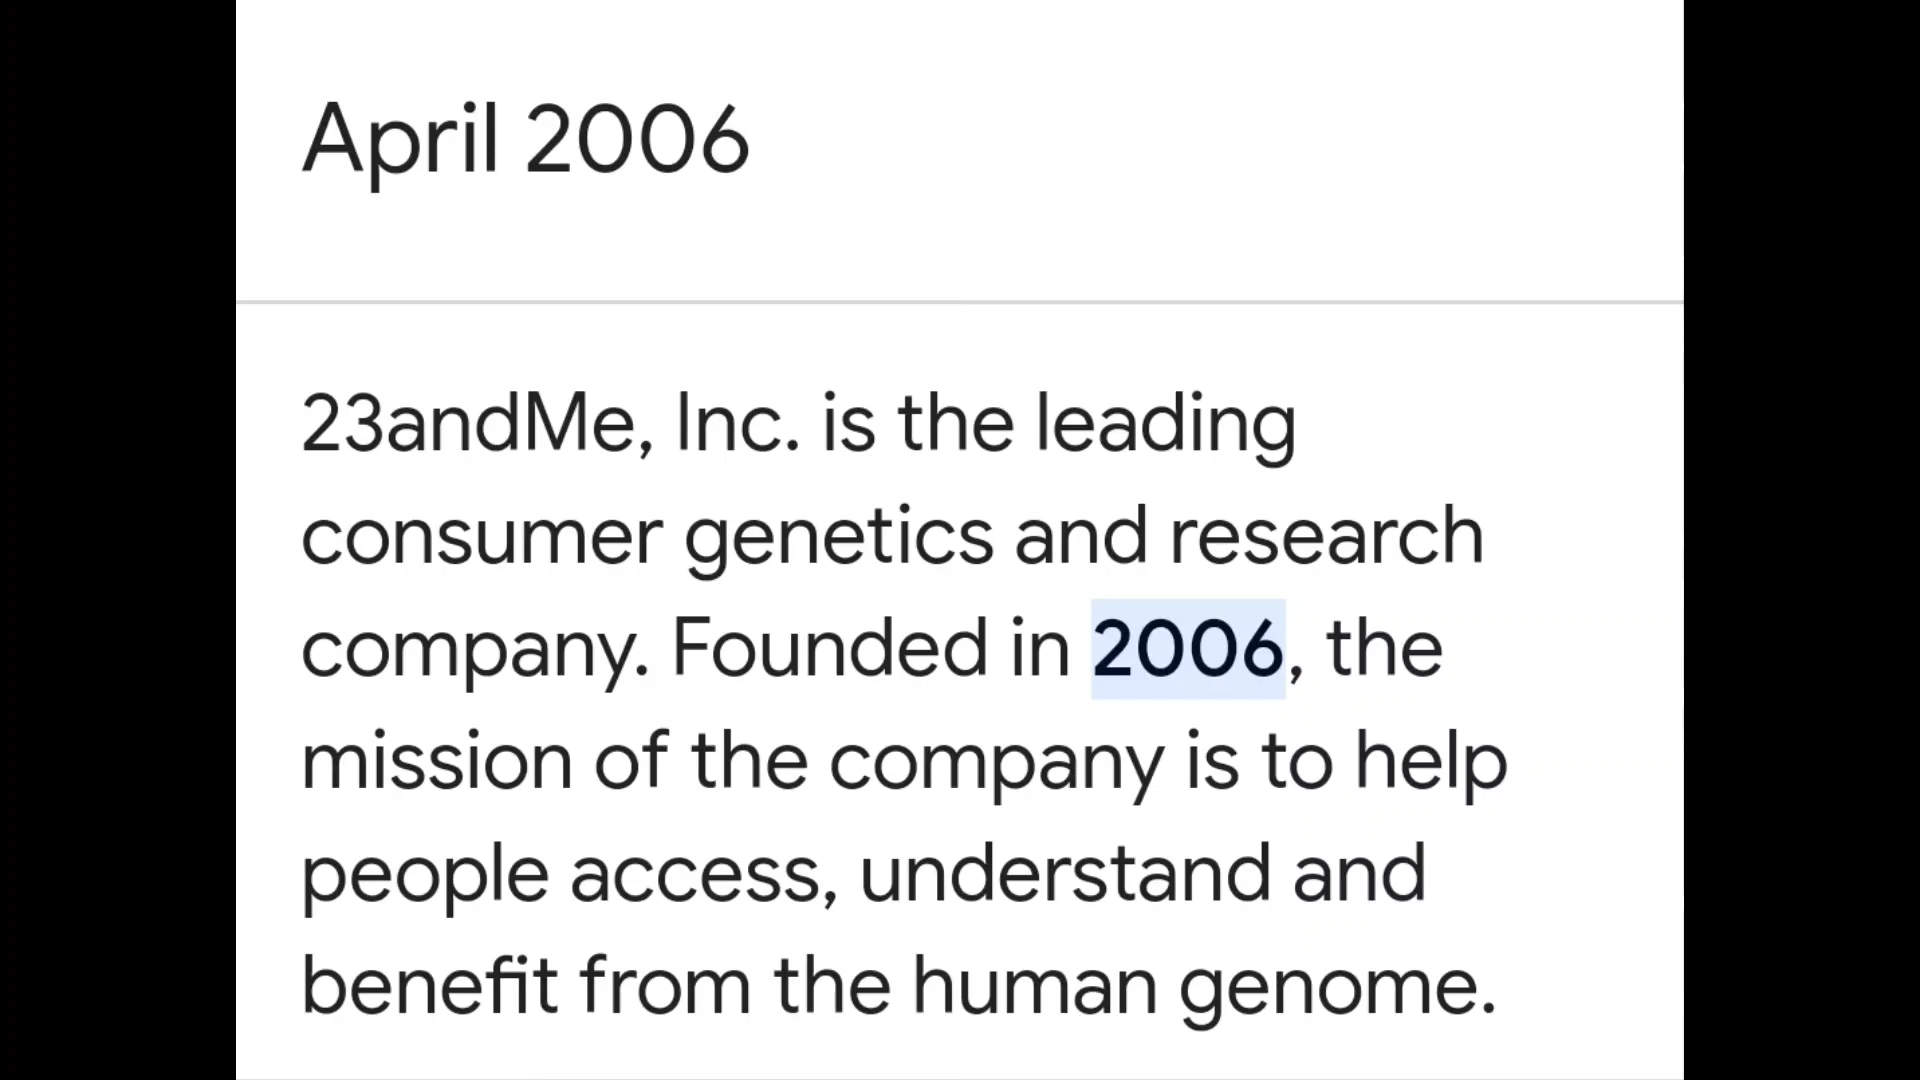 April 2006
23andMe, Inc. is the leading
consumer genetics and research
company. Founded in 2006, the
mission of the company is to help
people access, understand and
benefit from the human genome.